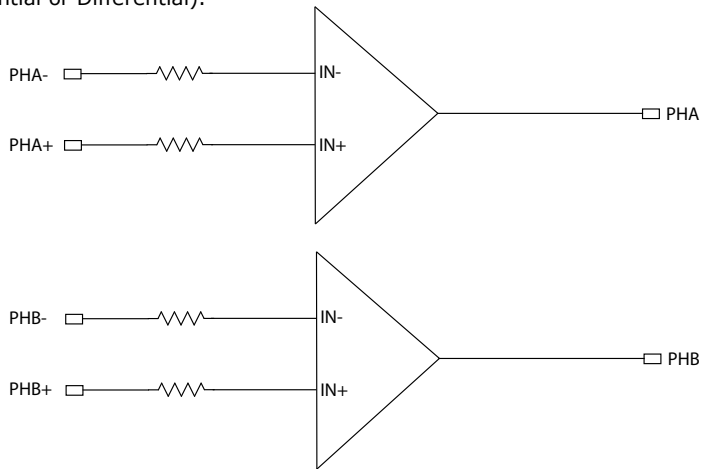 or Differential).
PHA-
IN-
PHA
PHA+
IN+
PHB-
IN-
PHB
PHB+
IN+